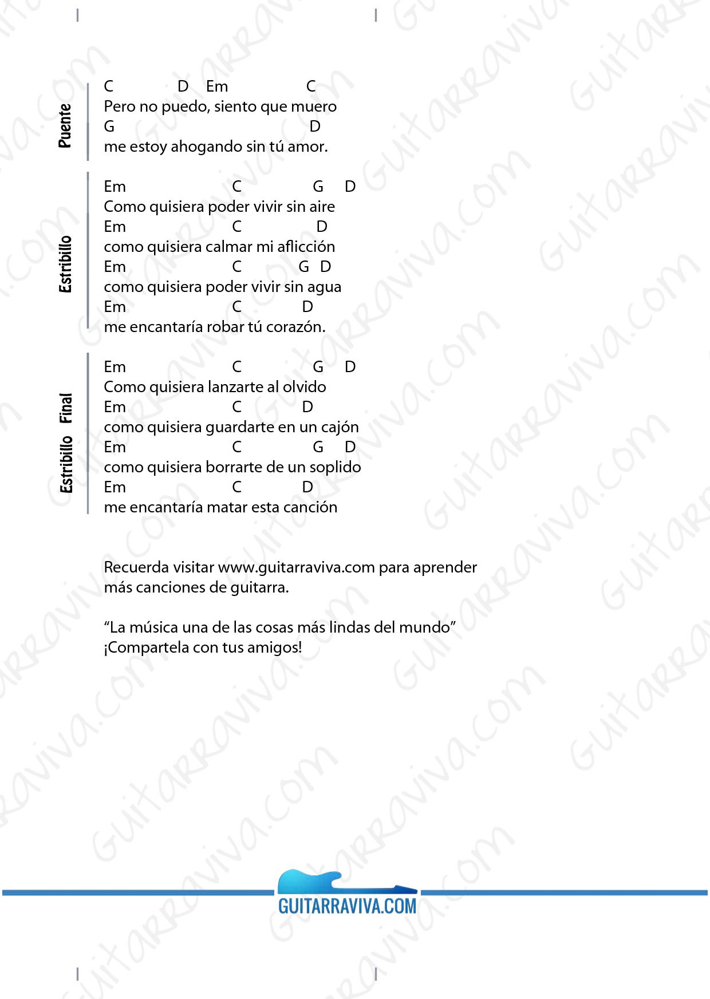 C D Em C
Puente
Pero no puedo, siento que muero
G D
me estoy ahogando sin tú amor.
Em C G D
Como quisiera poder vivir sin aire
Em C D
como quisiera calmar mi aflicción
Estribillo
Em C G D
como quisiera poder vivir sin agua
Em C D
me encantaría robar tú corazón.
Em C G D
Como quisiera lanzarte al olvido
Em C D
como quisiera guardarte en un cajón
Estribillo Final
Em C G D
como quisiera borrarte de un soplido
Em C D
me encantaría matar esta canción
Recuerda visitar www.guitarraviva.com para aprender
más canciones de guitarra.
“La música una de las cosas más lindas del mundo”
¡Compartela con tus amigos!
GUITARRAVIVA.COM